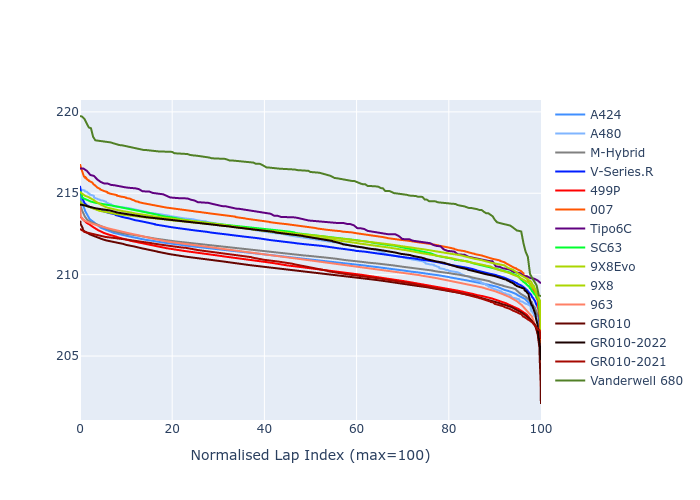 220
215
210
205
0 20 40 60 80 100
Normalised Lap Index (max=100)
A424
A480
M-Hybrid
V-Series.R
499P
007
Tipo6C
SC63
9X8Evo
9X8
963
GR010
GR010-2022
GR010-2021
Vanderwell 680